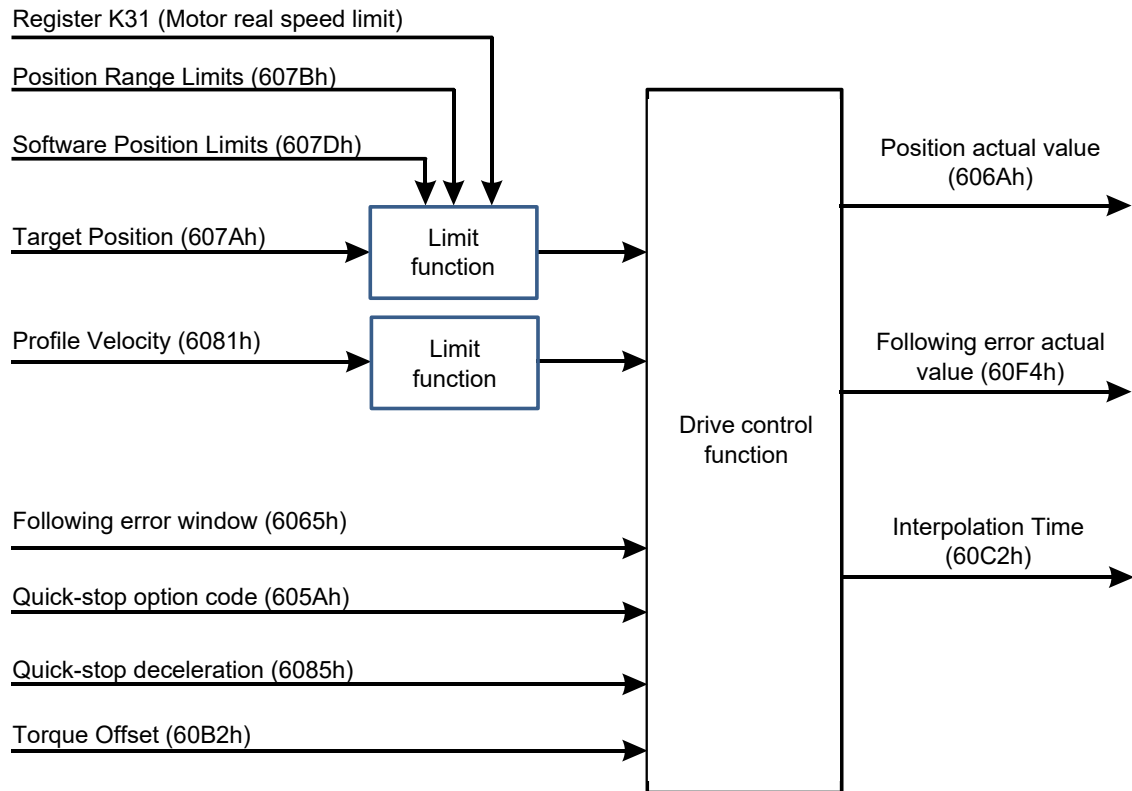 Register K31 (Motor real speed limit)
Position Range Limits (607Bh)
Software Position Limits (607Dh)
Target Position (607Ah)
Limit
function
Profile Velocity (6081h)
Limit
function
Following error window (6065h)
Quick-stop option code (605Ah)
Quick-stop deceleration (6085h)
Torque Offset (60B2h)
Drive control
function
Position actual value
(606Ah)
Following error actual
value (60F4h)
Interpolation Time
(60C2h)